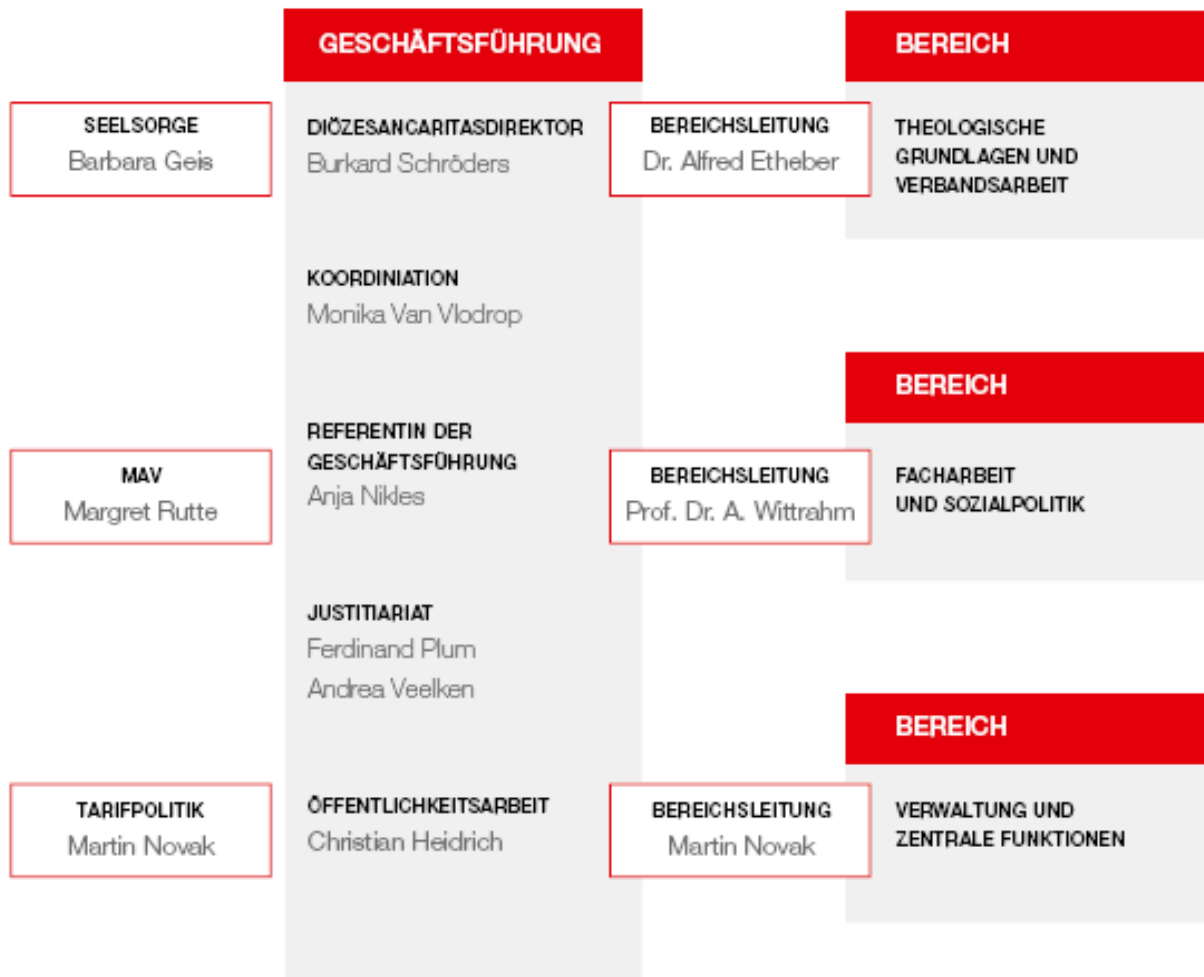 GESCHÄFTSFÜHRUNG
BEREICH
SEELSORGE
Barbara Geis
DIÖZESANCARITASDIREKTOR
Burkard Schröders
BEREICHSLEITUNG
Dr. Alfred Etheber
THEOLOGISCHE
GRUNDLAGEN UND
VERBANDSARBEIT
KOORDINIATION
Monika Van Vlodrop
BEREICH
MAV
Margret Rutte
REFERENTIN DER
GESCHÄFTSFÜHRUNG
Anja Nikles
BEREICHSLEITUNG
Prof. Dr. A. Wittrahm
FACHARBEIT
UND SOZIALPOLITIK
JUSTITIARIAT
Ferdinand Plum
Andrea Veelken
BEREICH
TARIFPOLITIK
Martin Novak
ÖFFENTLICHKEITSARBEIT
Christian Heidrich
BEREICHSLEITUNG
Martin Novak
VERWALTUNG UND
ZENTRALE FUNKTIONEN